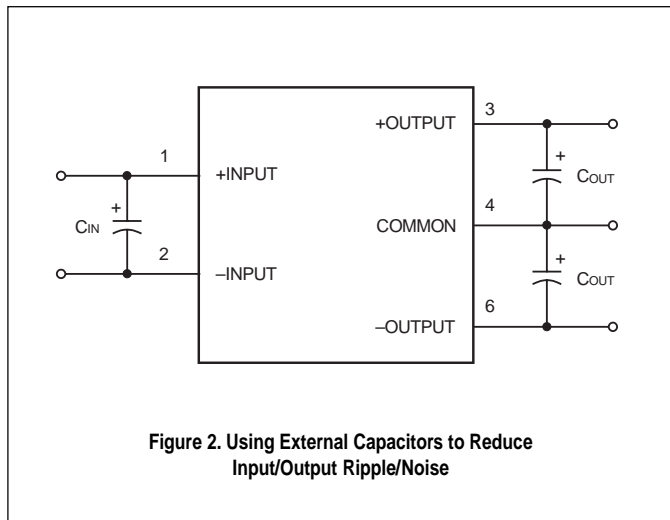 3
+OUTPUT
1
+INPUT
+
COUT
+
CIN
4
COMMON
2
–INPUT
+
COUT
6
–OUTPUT
Figure 2. Using External Capacitors to Reduce
Input/Output Ripple/Noise